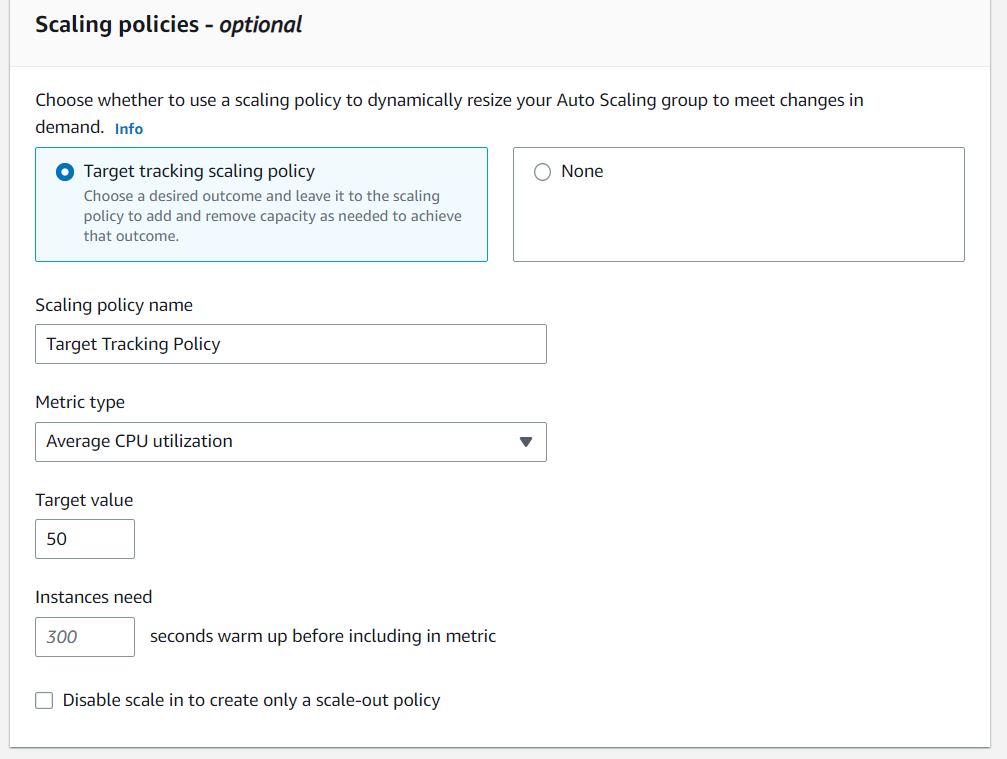 Scaling policies - optional
Choose whether to use a scaling policy to dynamically resize your Auto Scaling group to meet changes in
demand. Info
Target tracking scaling policy
Choose a desired outcome and leave it to the scaling
policy to add and remove capacity as needed to achieve
that outcome.
None
Scaling policy name
Target Tracking Policy
Metric type
Average CPU utilization
Target value
50
Instances need
300 seconds warm up before including in metric
Disable scale in to create only a scale-out policy